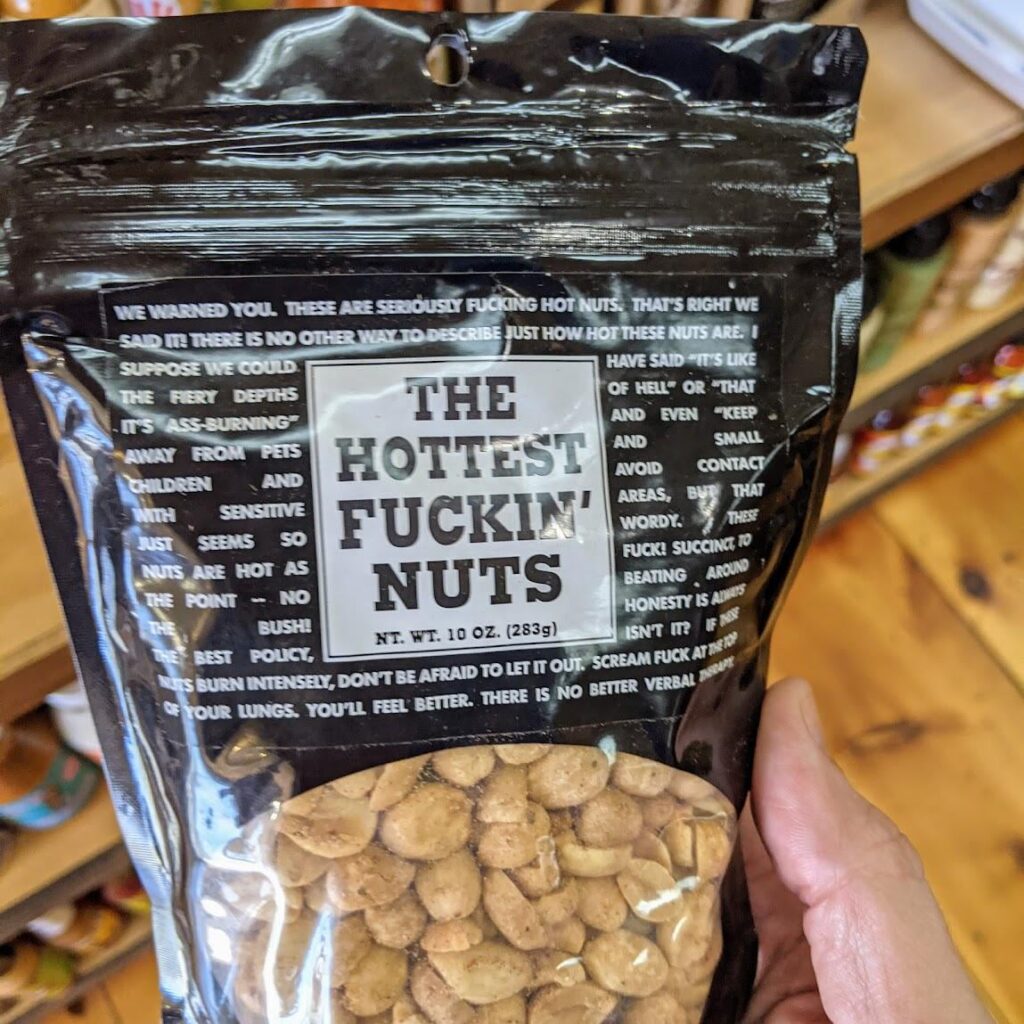 WE WARNED YOU. THESE ARE SERIOUSLY FUCKING HOT NUTS. THAT'S RIGHT WE
SAID IT! THERE IS NO OTHER WAY TO DESCRIBE JUST HOW HOT THESE NUTS ARE. I
SUPPOSE WE COULD HAVE SAID "IT'S LIKE
THE FIERY DEPTHS OF HELL" OR "THAT
IT'S ASS-BURNING" AND EVEN "KEEP
AWAY FROM PETS AND SMALL
CHILDREN AND AVOID CONTACT
WITH SENSITIVE AREAS, BUT THAT
JUST SEEMS SO WORDY. THESE
NUTS ARE HOT AS FUCK! SUCCINCT, TO
THE POINT -- NO BEATING AROUND
THE BUSH! HONESTY IS ALWAYS
THE BEST POLICY, ISN'T IT? IF THESE
NUTS BURN INTENSELY, DON'T BE AFRAID TO LET IT OUT. SCREAM FUCK AT THE TOP
OF YOUR LUNGS. YOU'LL FEEL BETTER. THERE IS NO BETTER VERBAL THERAPY.
THE
HOTTEST
FUCKIN'
NUTS
NT. WT. 10 OZ. (283g)